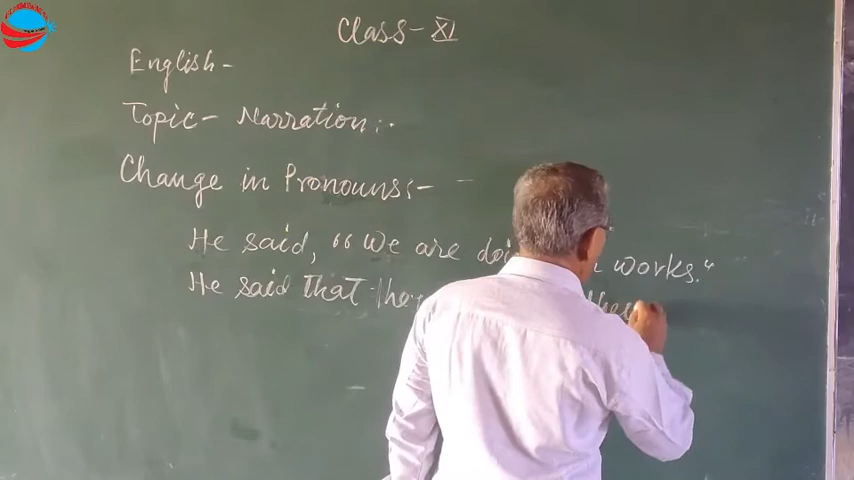 Class - XI
English -
Topic - Narration :-
Change in Pronouns :- -
He said, "we are works."
He said that